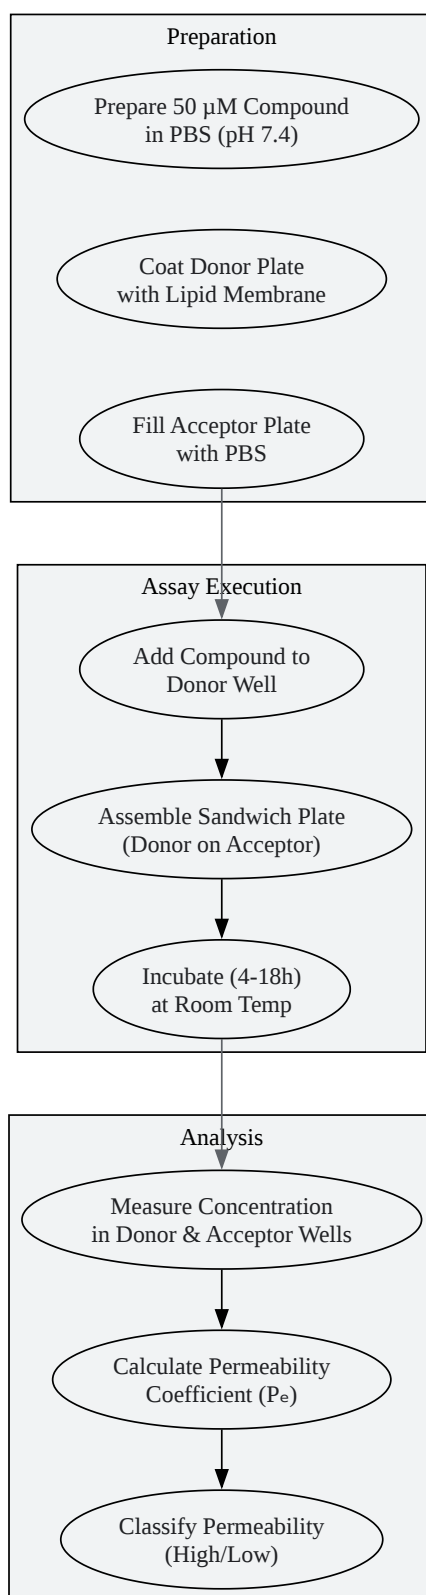 Preparation
Prepare 50 µM Compound
in PBS (pH 7.4)
Coat Donor Plate
with Lipid Membrane
Fill Acceptor Plate
with PBS
Assay Execution
Add Compound to
Donor Well
Assemble Sandwich Plate
(Donor on Acceptor)
Incubate (4-18h)
at Room Temp
Analysis
Measure Concentration
in Donor & Acceptor Wells
Calculate Permeability
Coefficient (Pₑ)
Classify Permeability
(High/Low)